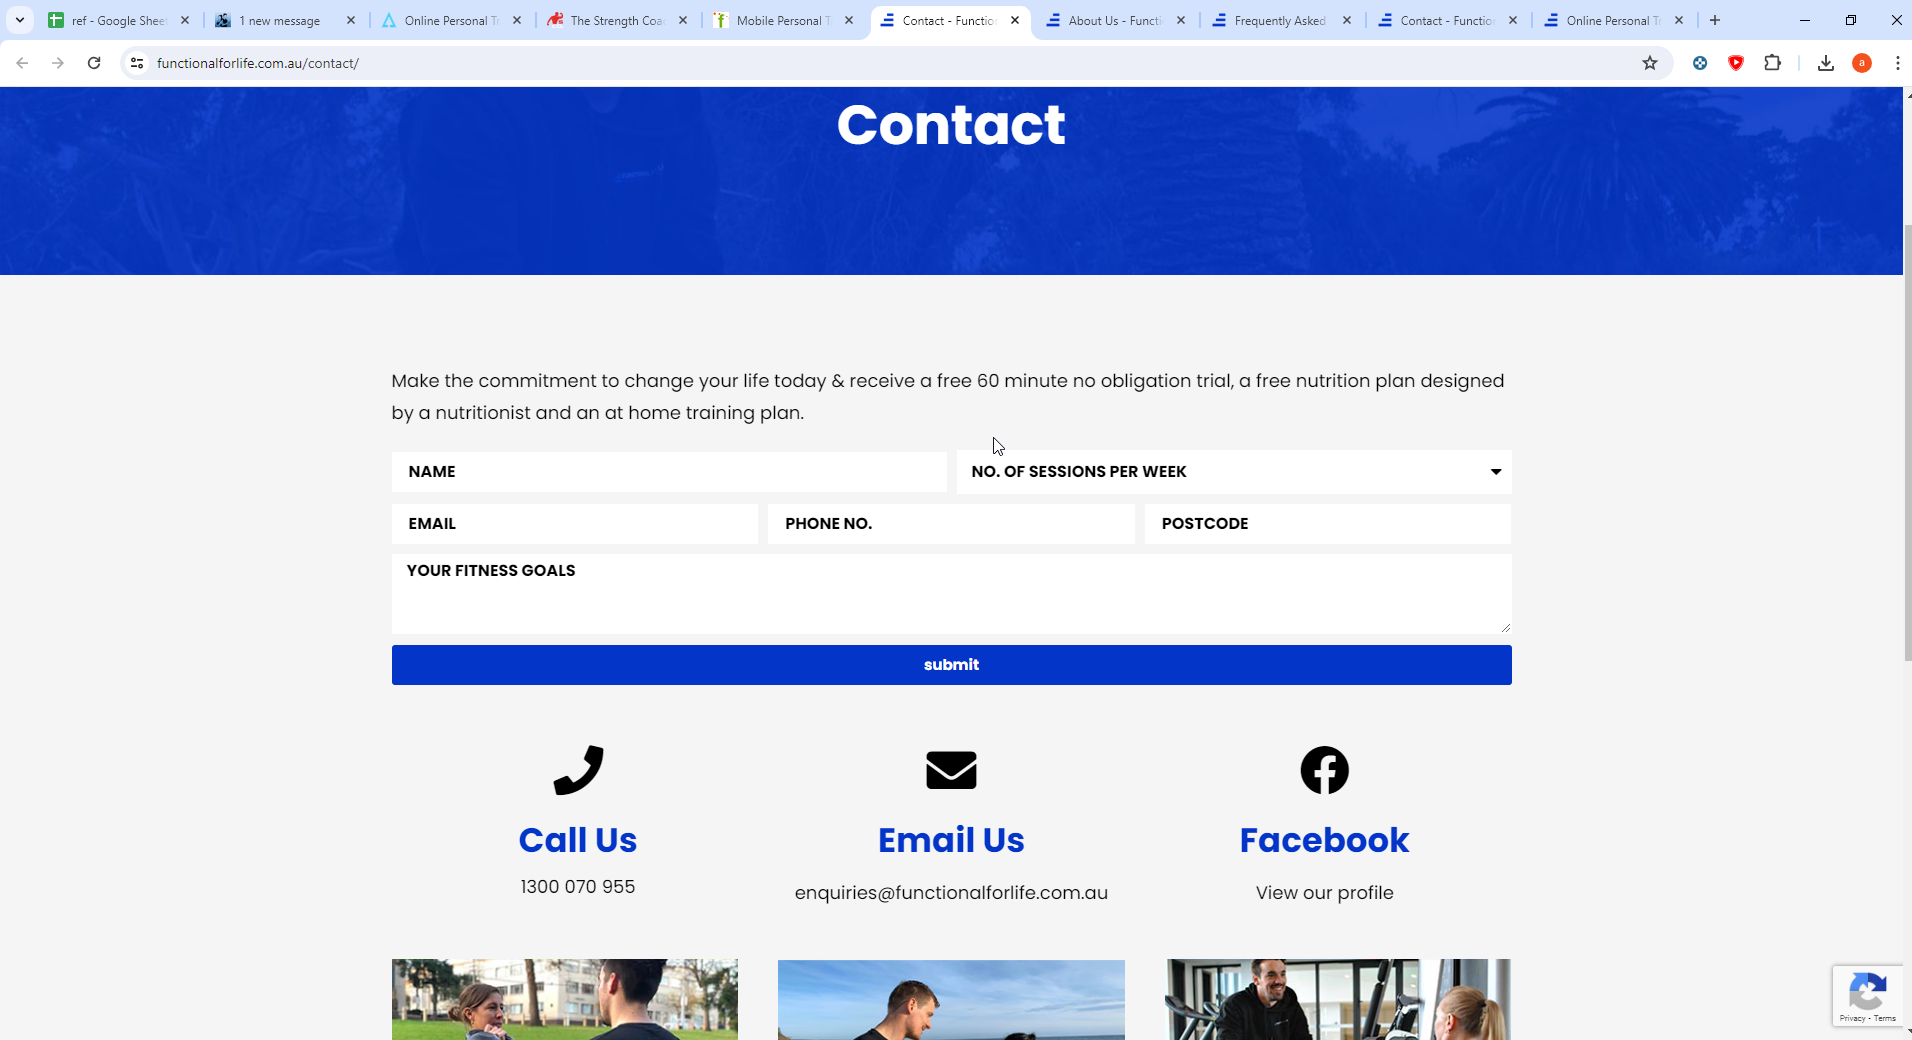 ref - Google Shee
1 new message
Online Personal T
The Strength Coac
Mobile Personal T
Contact - Functio
About Us - Functi
Frequently Asked
Contact - Functio
Online Personal T
functionalforlife.com.au/contact/
a
Contact
Make the commitment to change your life today & receive a free 60 minute no obligation trial, a free nutrition plan designed
by a nutritionist and an at home training plan.
NAME
NO. OF SESSIONS PER WEEK
EMAIL
PHONE NO.
POSTCODE
YOUR FITNESS GOALS
submit
Call Us
Email Us
Facebook
1300 070 955
enquiries@functionalforlife.com.au
View our profile
Privacy - Terms